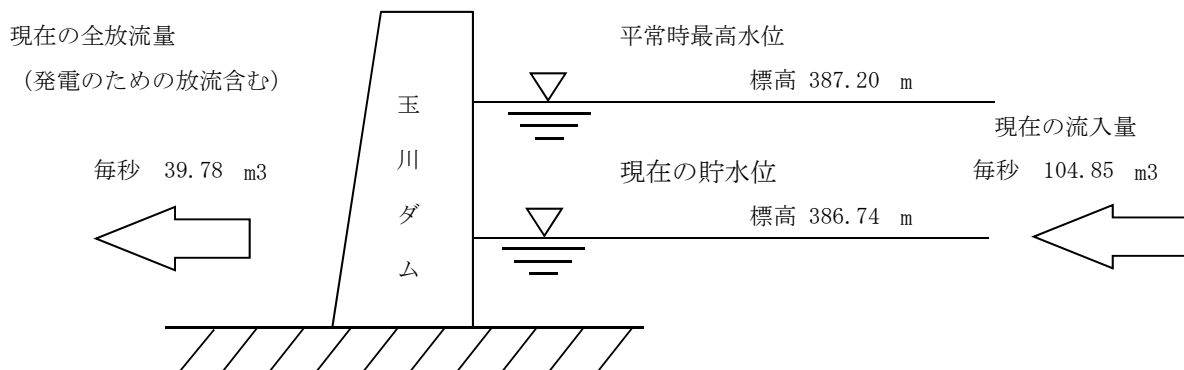 現在の全放流量
（発電のための放流含む）
毎秒 39.78 m3
玉川ダム
平常時最高水位
標高 387.20 m
現在の貯水位
標高 386.74 m
現在の流入量
毎秒 104.85 m3